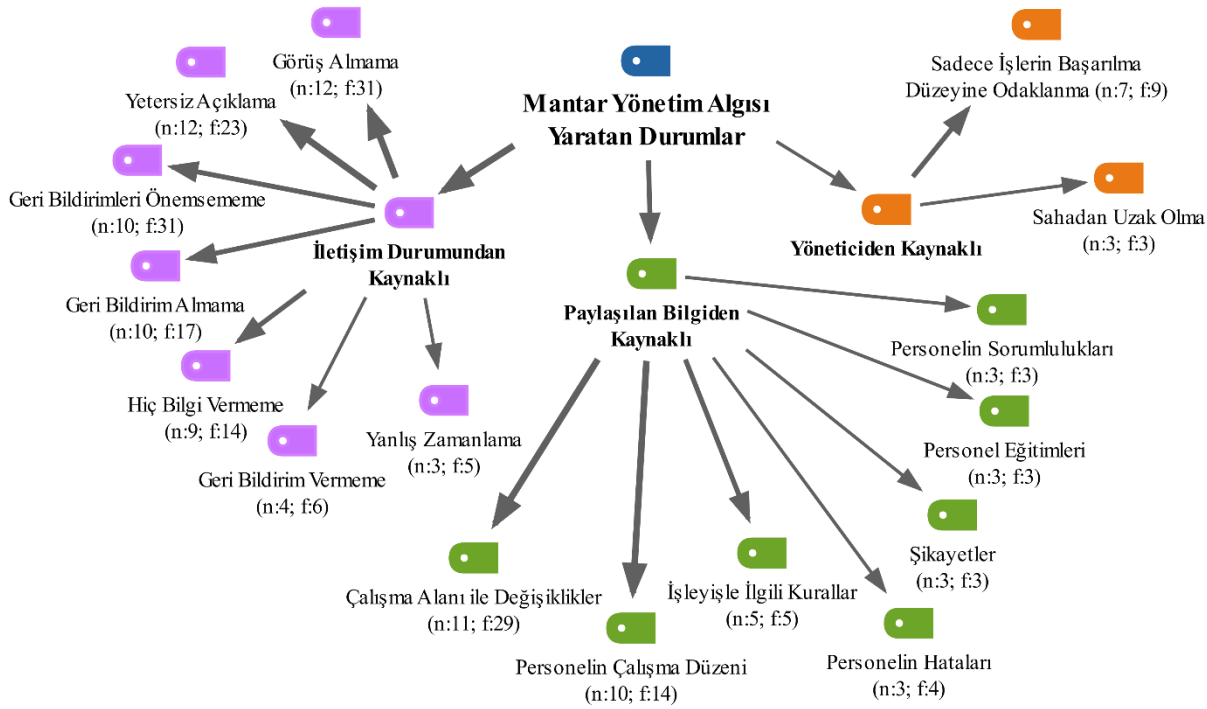 Mantar Yönetim Algısı
Yaratan Durumlar
Görüş Almama
(n:12; f:31)
Yetersiz Açıklama
(n:12; f:23)
Geri Bildirimleri Önemsememe
(n:10; f:31)
İletişim Durumundan
Kaynaklı
Geri Bildirim Almama
(n:10; f:17)
Hiç Bilgi Vermeme
(n:9; f:14)
Geri Bildirim Vermeme
(n:4; f:6)
Yanlış Zamanlama
(n:3; f:5)
Sadece İşlerin Başarılma
Düzeyine Odaklanma (n:7; f:9)
Sahadan Uzak Olma
(n:3; f:3)
Yöneticiden Kaynaklı
Paylaşılan Bilgiden
Kaynaklı
Personelin Sorumlulukları
(n:3; f:3)
Personel Eğitimleri
(n:3; f:3)
Şikayetler
(n:3; f:3)
Personelin Hataları
(n:3; f:4)
İşleyişle İlgili Kurallar
(n:5; f:5)
Personelin Çalışma Düzeni
(n:10; f:14)
Çalışma Alanı ile Değişiklikler
(n:11; f:29)